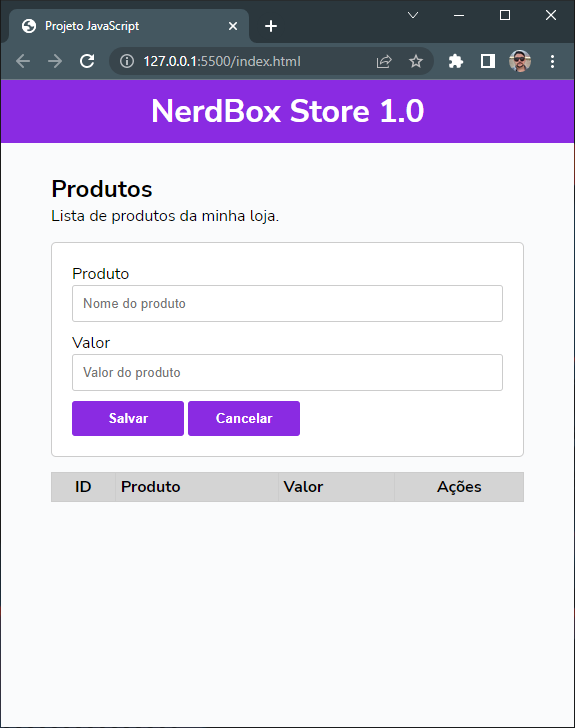 Projeto JavaScript
127.0.0.1:5500/index.html
NerdBox Store 1.0
Produtos
Lista de produtos da minha loja.
Produto
Nome do produto
Valor
Valor do produto
Salvar Cancelar
ID Produto Valor Ações